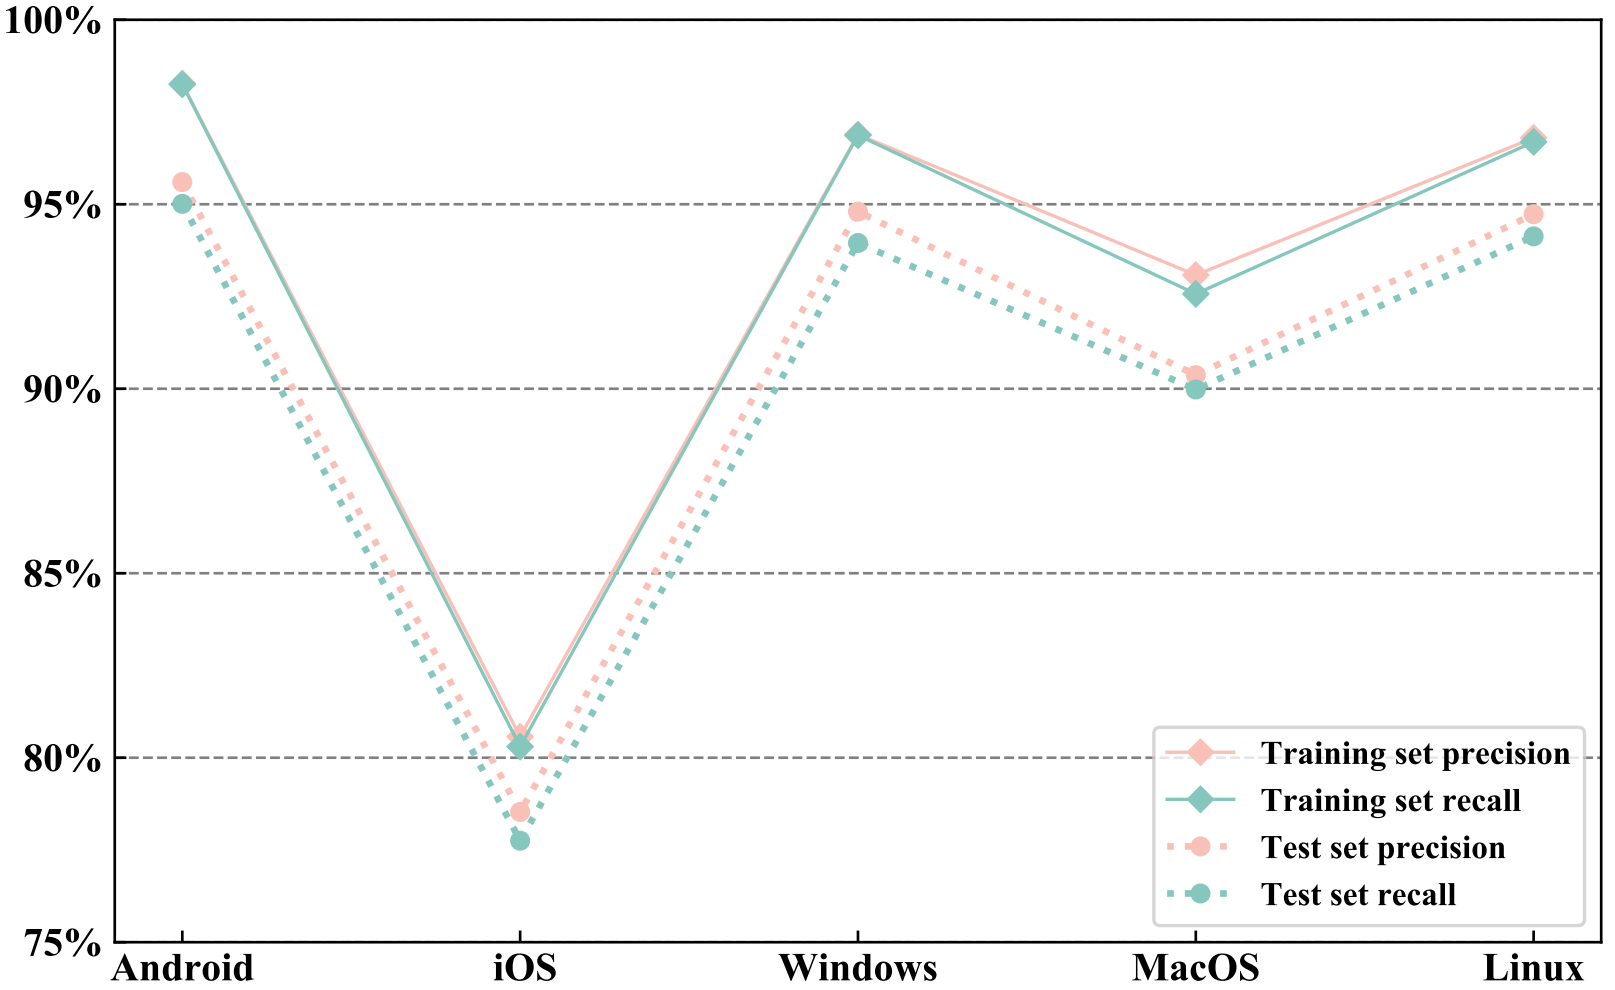 100%
95%
90%
85%
80%
75%
Android iOS Windows MacOS Linux
Training set precision
Training set recall
Test set precision
Test set recall